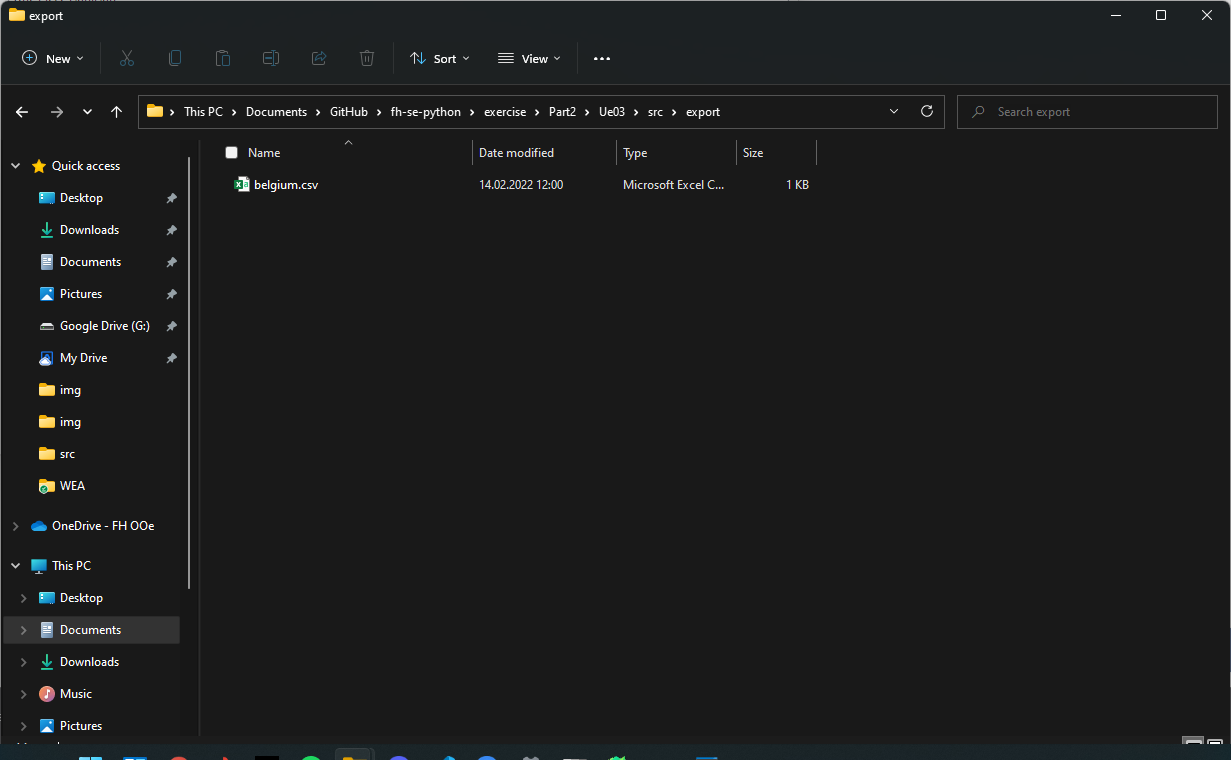 export
New
Sort
View
This PC > Documents > GitHub > fh-se-python > exercise > Part2 > Ue03 > src > export
Search export
Name
Date modified
Type
Size
belgium.csv
14.02.2022 12:00
Microsoft Excel C...
1 KB
Quick access
Desktop
Downloads
Documents
Pictures
Google Drive (G:)
My Drive
img
img
src
WEA
OneDrive - FH OOe
This PC
Desktop
Documents
Downloads
Music
Pictures